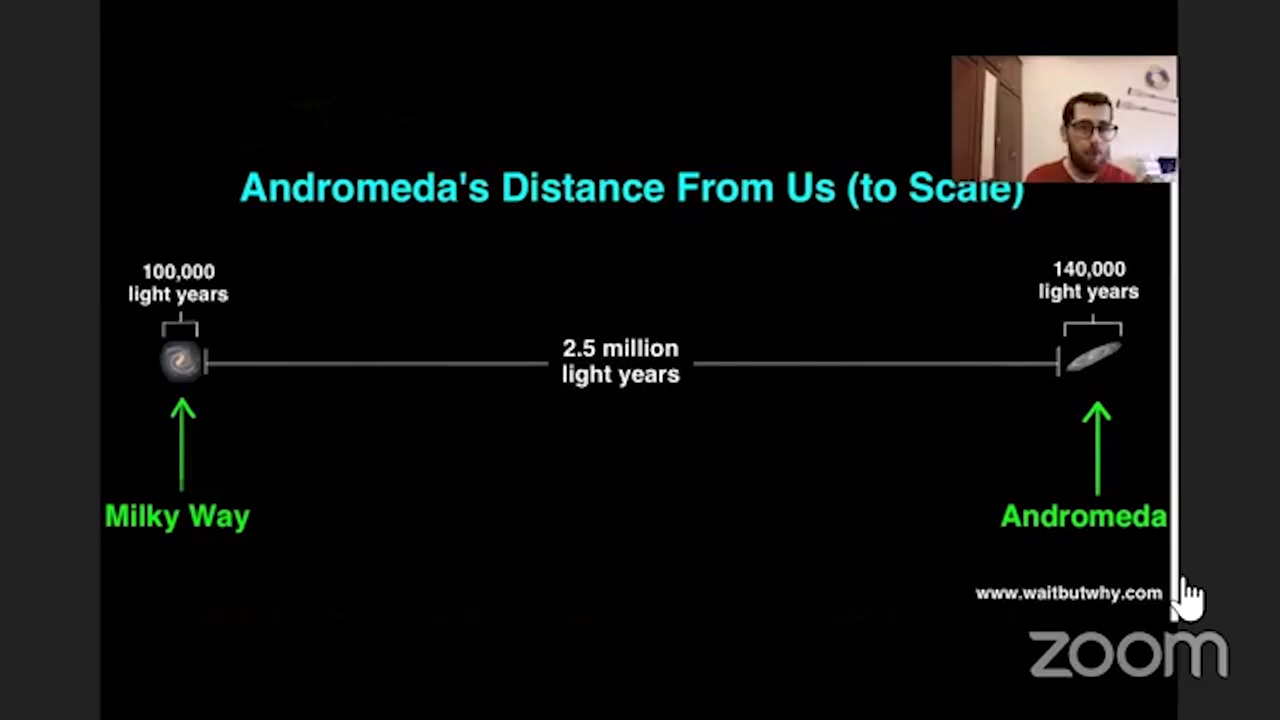 Andromeda's Distance From Us (to Scale)
100,000
light years
140,000
light years
2.5 million
light years
Milky Way
Andromeda
www.waitbutwhy.com
zoom